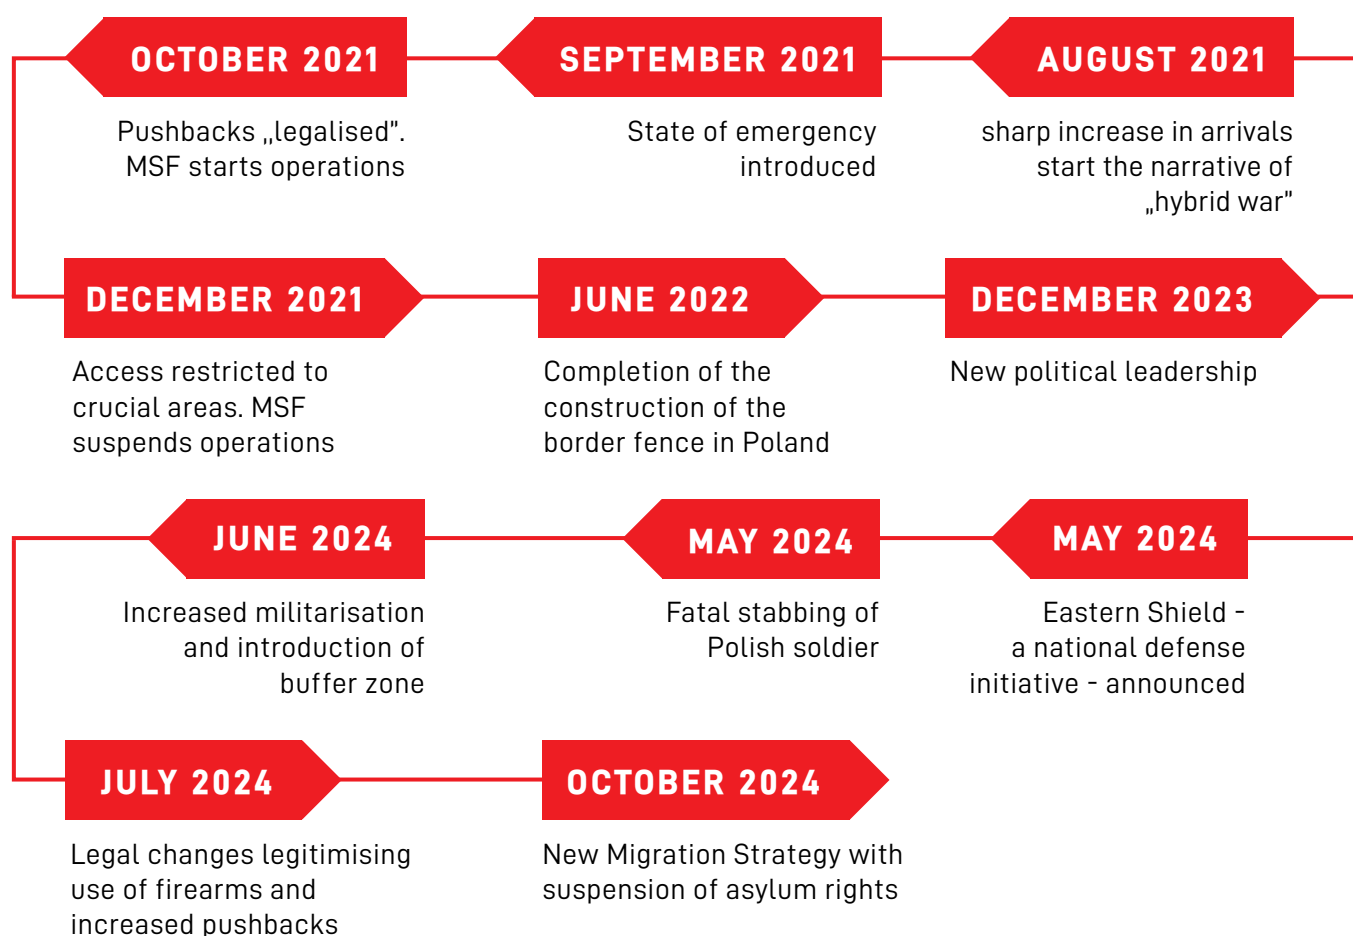 OCTOBER 2021
Pushbacks „legalised”.
MSF starts operations
SEPTEMBER 2021
State of emergency
introduced
AUGUST 2021
sharp increase in arrivals
start the narrative of
„hybrid war”
DECEMBER 2021
Access restricted to
crucial areas. MSF
suspends operations
JUNE 2022
Completion of the
construction of the
border fence in Poland
DECEMBER 2023
New political leadership
JUNE 2024
Increased militarisation
and introduction of
buffer zone
MAY 2024
Fatal stabbing of
Polish soldier
MAY 2024
Eastern Shield -
a national defense
initiative - announced
JULY 2024
Legal changes legitimising
use of firearms and
increased pushbacks
OCTOBER 2024
New Migration Strategy with
suspension of asylum rights